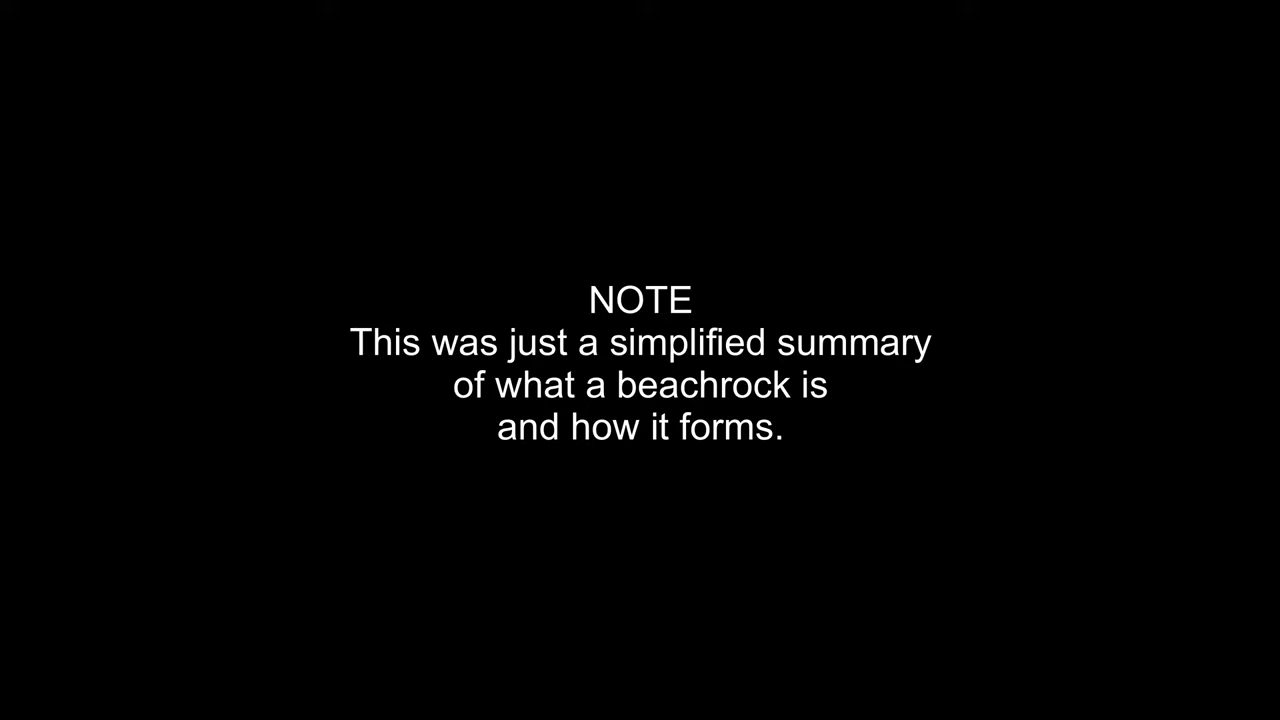 NOTE
This was just a simplified summary
of what a beachrock is
and how it forms.